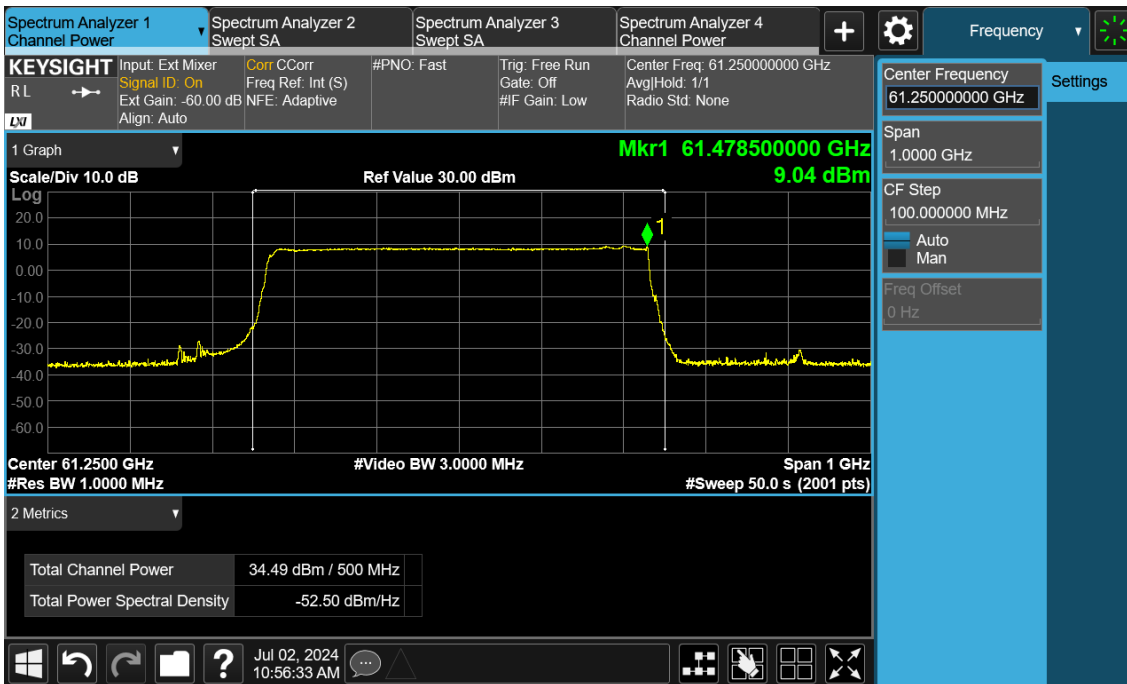 Spectrum Analyzer 1
Channel Power
Spectrum Analyzer 2
Swept SA
Spectrum Analyzer 3
Swept SA
Spectrum Analyzer 4
Channel Power
+
Frequency
KEYSIGHT
RL
LXI
Input: Ext Mixer
Signal ID: On
Ext Gain: -60.00 dB
Align: Auto
Corr CCorr
Freq Ref: Int (S)
NFE: Adaptive
#PNO: Fast
Trig: Free Run
Gate: Off
#IF Gain: Low
Center Freq: 61.250000000 GHz
Avg|Hold: 1/1
Radio Std: None
Center Frequency
61.250000000 GHz
Settings
Span
1.0000 GHz
CF Step
100.000000 MHz
Auto
Man
Freq Offset
0 Hz
1 Graph
Mkr1 61.478500000 GHz
Scale/Div 10.0 dB
Ref Value 30.00 dBm
9.04 dBm
Log
20.0
10.0
0.00
-10.0
-20.0
-30.0
-40.0
-50.0
-60.0
1
Center 61.2500 GHz
#Video BW 3.0000 MHz
Span 1 GHz
#Res BW 1.0000 MHz
#Sweep 50.0 s (2001 pts)
2 Metrics
Total Channel Power 34.49 dBm / 500 MHz
Total Power Spectral Density -52.50 dBm/Hz
?
Jul 02, 2024
10:56:33 AM